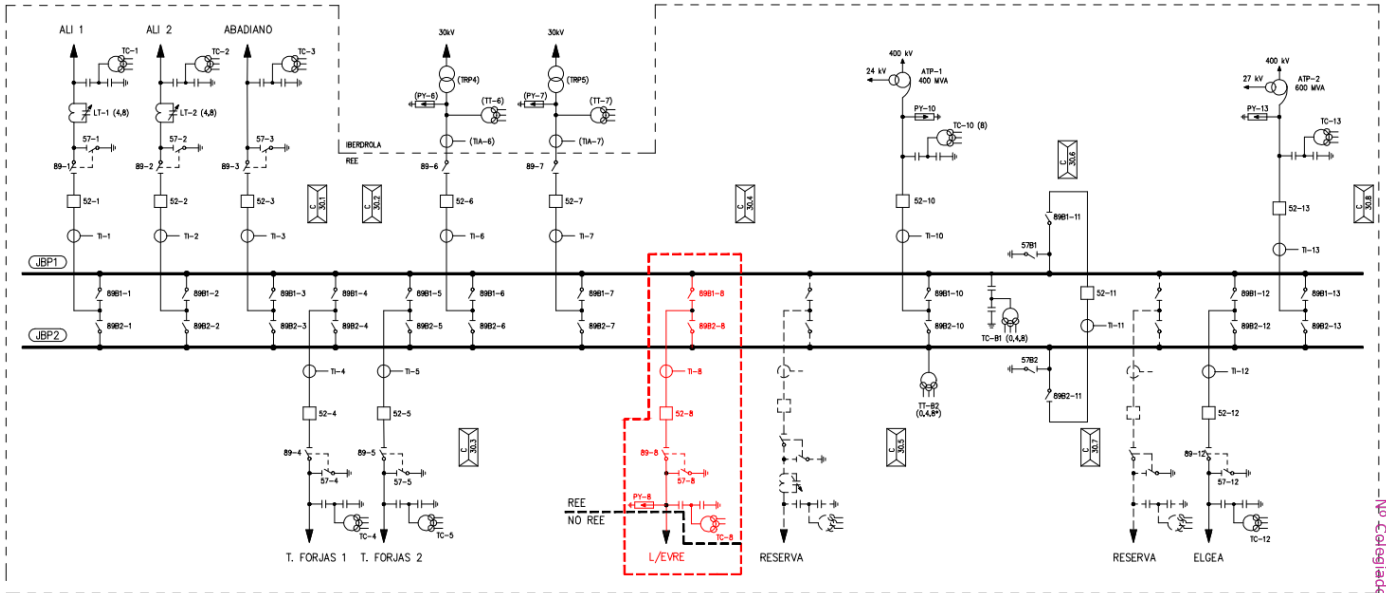 ALI 1
ALI 2
ABADIANO
30kV
30kV
400 kV
400 kV
TC-1
TC-2
TC-3
(TRP4)
(TRP5)
24 kV
ATP-1
400 MVA
27 kV
ATP-2
600 MVA
(PY-6)
(TT-6)
(PY-7)
(TT-7)
PY-10
PY-13
LT-1 (4,8)
LT-2 (4,8)
TC-10 (8)
TC-13
57-1
57-2
57-3
(TIA-6)
(TIA-7)
IBERDROLA
REE
89-1
89-2
89-3
89-6
89-7
C
30.1
C
30.2
C
30.4
C
30.6
C
30.8
52-1
52-2
52-3
52-6
52-7
52-10
52-13
89B1-11
TI-1
TI-2
TI-3
TI-6
TI-7
TI-10
57B1
TI-13
JBP1
89B1-1
89B1-2
89B1-3
89B1-4
89B1-5
89B1-6
89B1-7
89B1-8
89B1-10
52-11
89B1-12
89B1-13
89B2-1
89B2-2
89B2-3
89B2-4
89B2-5
89B2-6
89B2-7
89B2-8
89B2-10
TC-B1 (0,4,8)
TI-11
89B2-12
89B2-13
JBP2
TI-4
TI-5
TI-8
TT-B2
(0,4,8*)
57B2
89B2-11
TI-12
52-4
52-5
52-8
52-12
C
30.3
C
30.5
C
30.7
89-4
89-5
89-8
89-12
57-4
57-5
57-8
57-12
PY-8
REE
NO REE
TC-4
TC-5
TC-8
TC-12
T. FORJAS 1
T. FORJAS 2
L/EVRE
RESERVA
RESERVA
ELGEA
Nº Colegiado